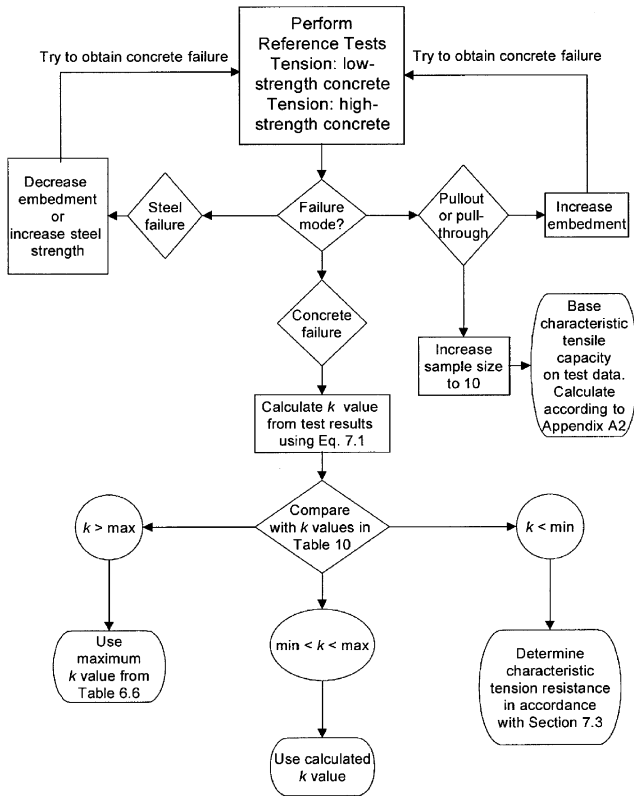 Perform
Reference Tests
Tension: low-
strength concrete
Tension: high-
strength concrete
Try to obtain concrete failure
Try to obtain concrete failure
Decrease
embedment
or
increase steel
strength
Steel
failure
Failure
mode?
Pullout
or pull-
through
Increase
embedment
Concrete
failure
Increase
sample size
to 10
Base
characteristic
tensile
capacity
on test data.
Calculate
according to
Appendix A2
Calculate k value
from test results
using Eq. 7.1
Compare
with k values in
Table 10
k > max
k < min
min < k < max
Use
maximum
k value from
Table 6.6
Use calculated
k value
Determine
characteristic
tension resistance
in accordance
with Section 7.3